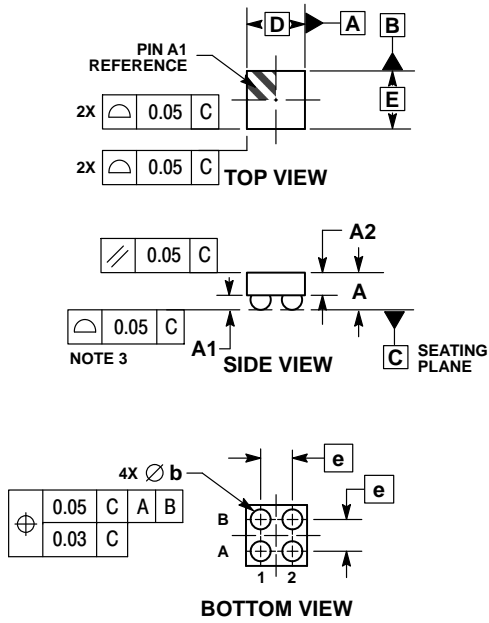 D
A
B
PIN A1
REFERENCE
E
2X ⌓ 0.05 C
2X ⌓ 0.05 C
TOP VIEW
// 0.05 C
A2
A
⌓ 0.05 C
NOTE 3
A1
SIDE VIEW
C SEATING
PLANE
4X ∅ b
e
e
⌖ 0.05 C A B
0.03 C
B
A
1 2
BOTTOM VIEW